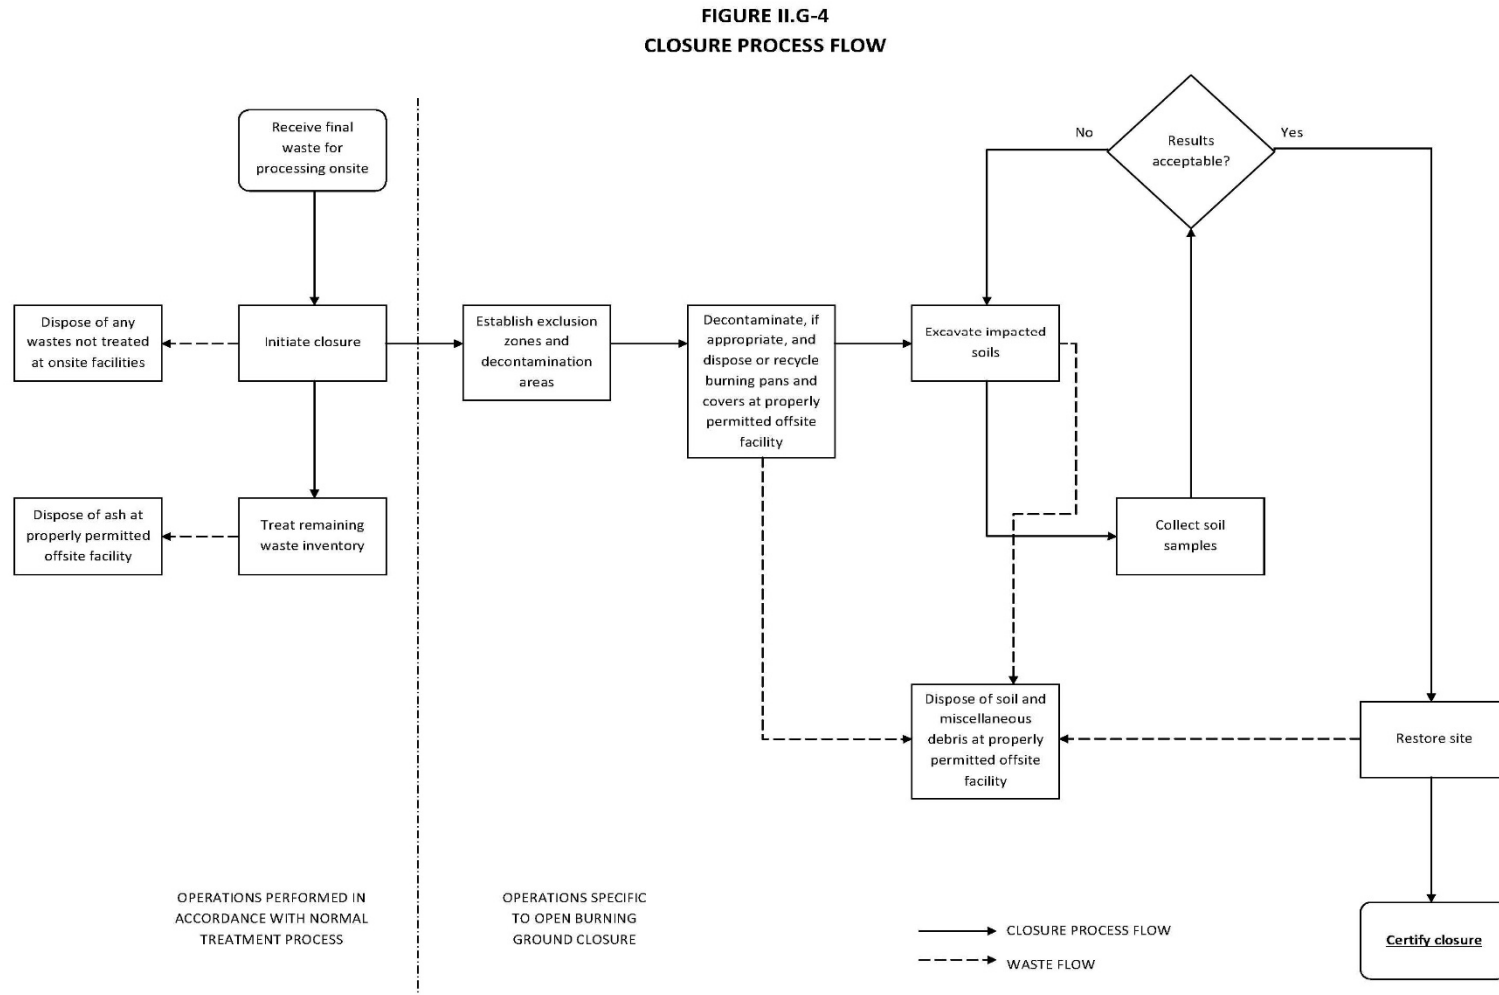 FIGURE II.G-4
CLOSURE PROCESS FLOW
Receive final
waste for
processing onsite
No
Results
acceptable?
Yes
Dispose of any
wastes not treated
at onsite facilities
Initiate closure
Establish exclusion
zones and
decontamination
areas
Decontaminate, if
appropriate, and
dispose or recycle
burning pans and
covers at properly
permitted offsite
facility
Excavate impacted
soils
Dispose of ash at
properly permitted
offsite facility
Treat remaining
waste inventory
Collect soil
samples
Dispose of soil and
miscellaneous
debris at properly
permitted offsite
facility
Restore site
OPERATIONS PERFORMED IN
ACCORDANCE WITH NORMAL
TREATMENT PROCESS
OPERATIONS SPECIFIC
TO OPEN BURNING
GROUND CLOSURE
CLOSURE PROCESS FLOW
WASTE FLOW
Certify closure